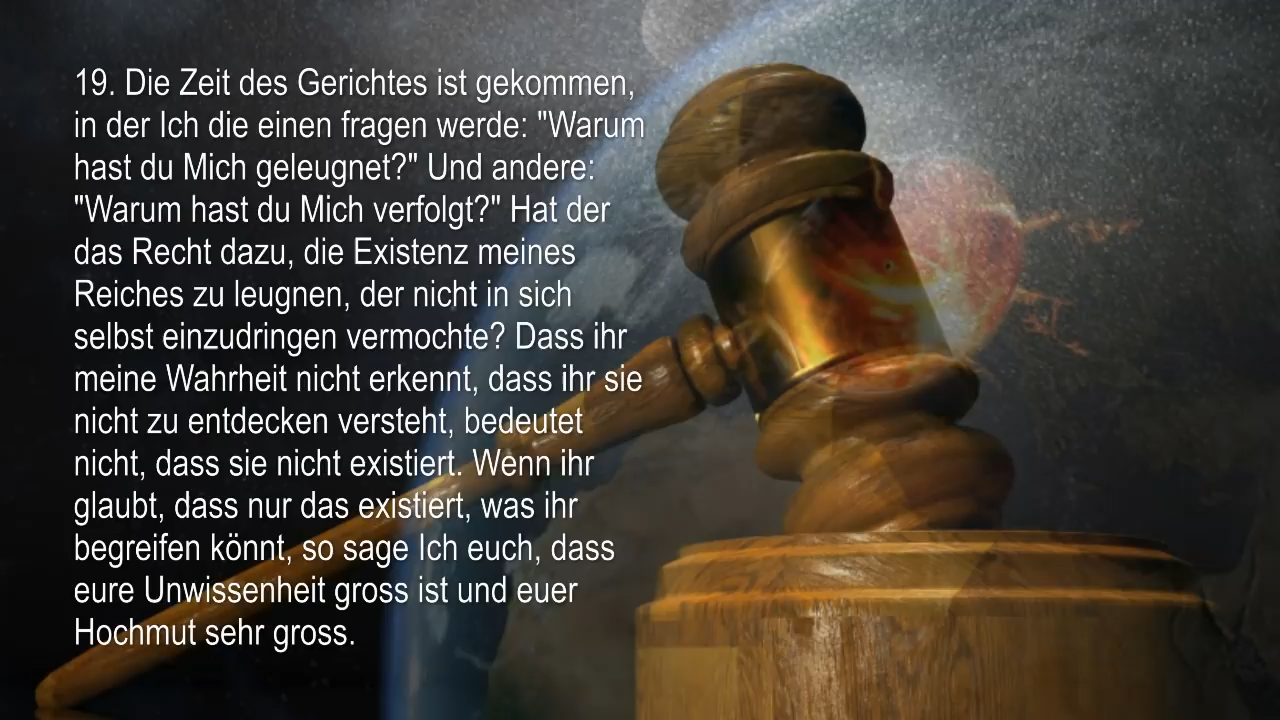 19. Die Zeit des Gerichtes ist gekommen,
in der Ich die einen fragen werde: "Warum
hast du Mich geleugnet?" Und andere:
"Warum hast du Mich verfolgt?" Hat der
das Recht dazu, die Existenz meines
Reiches zu leugnen, der nicht in sich
selbst einzudringen vermochte? Dass ihr
meine Wahrheit nicht erkennt, dass ihr sie
nicht zu entdecken versteht, bedeutet
nicht, dass sie nicht existiert. Wenn ihr
glaubt, dass nur das existiert, was ihr
begreifen könnt, so sage Ich euch, dass
eure Unwissenheit gross ist und euer
Hochmut sehr gross.